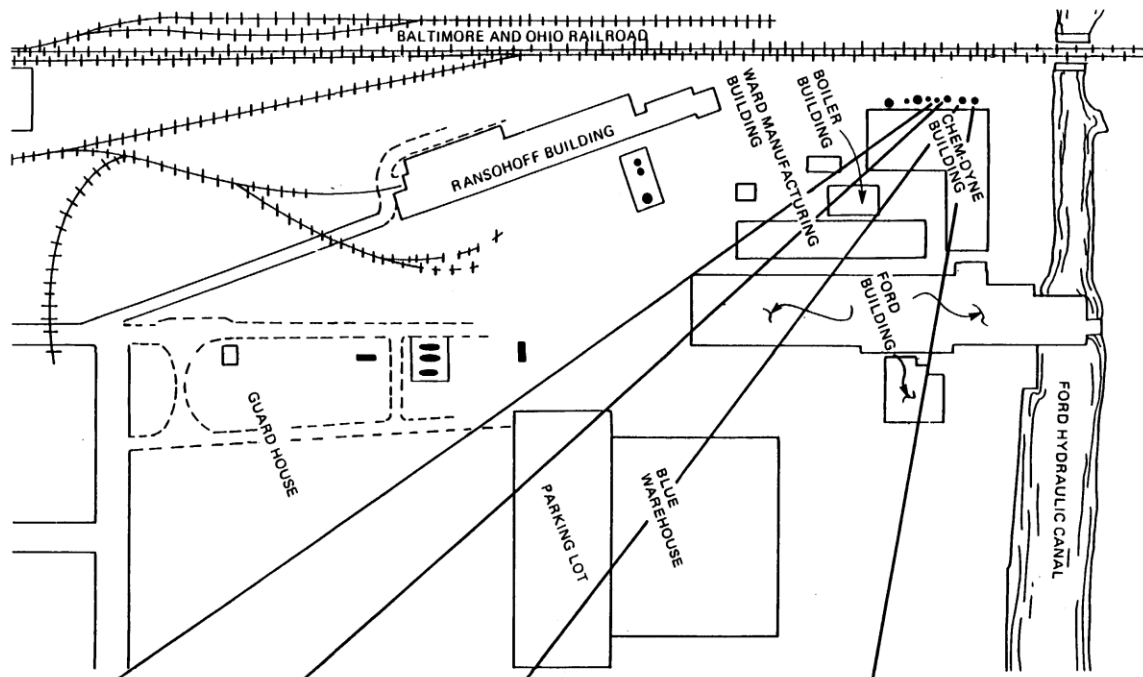 BALTIMORE AND OHIO RAILROAD
RANSOHOFF BUILDING
WARD MANUFACTURING
BUILDING
BOILER
BUILDING
CHEM-DYNE
BUILDING
FORD
BUILDING
GUARD HOUSE
PARKING LOT
BLUE
WAREHOUSE
FORD HYDRAULIC CANAL